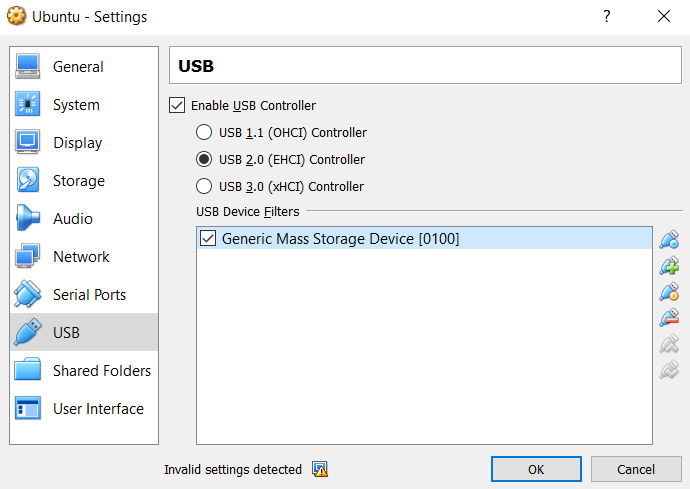 Ubuntu - Settings
?
General
System
Display
Storage
Audio
Network
Serial Ports
USB
Shared Folders
User Interface
USB
Enable USB Controller
USB 1.1 (OHCI) Controller
USB 2.0 (EHCI) Controller
USB 3.0 (xHCI) Controller
USB Device Filters
Generic Mass Storage Device [0100]
Invalid settings detected
OK
Cancel